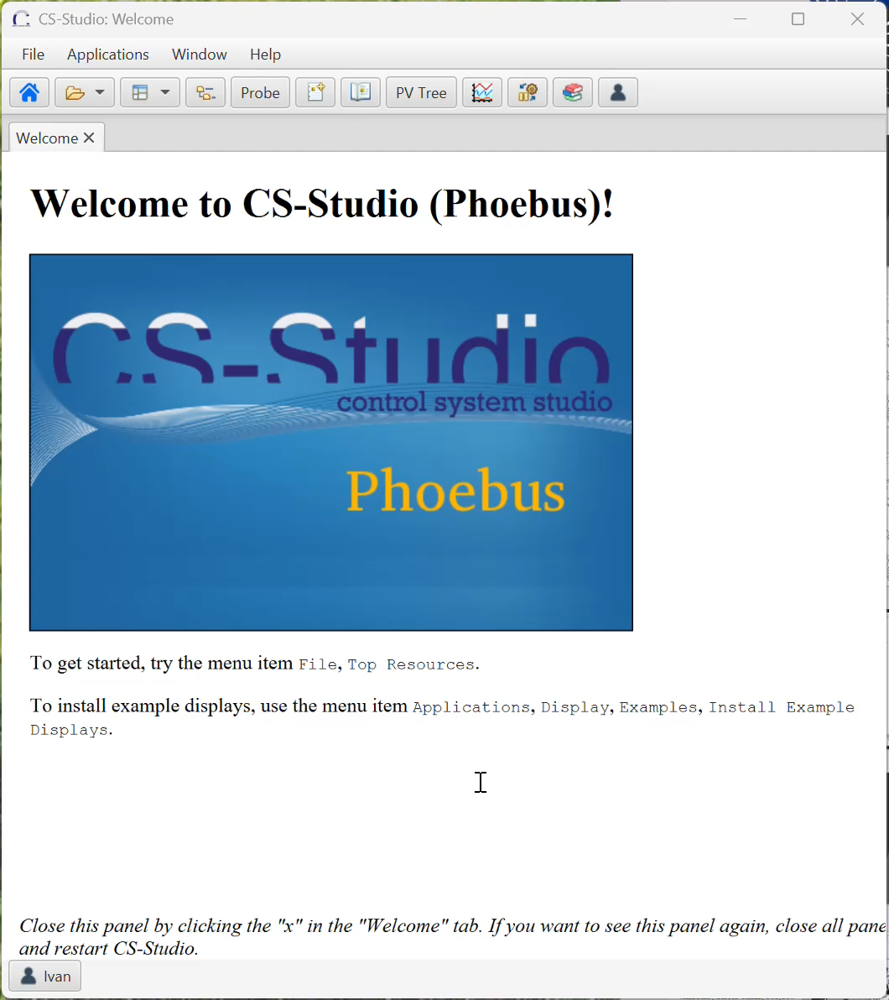 CS-Studio: Welcome
File Applications Window Help
Probe PV Tree
Welcome
Welcome to CS-Studio (Phoebus)!
CS-Studio
control system studio
Phoebus
To get started, try the menu item File, Top Resources.
To install example displays, use the menu item Applications, Display, Examples, Install Example
Displays.
Close this panel by clicking the "x" in the "Welcome" tab. If you want to see this panel again, close all pane
and restart CS-Studio.
Ivan